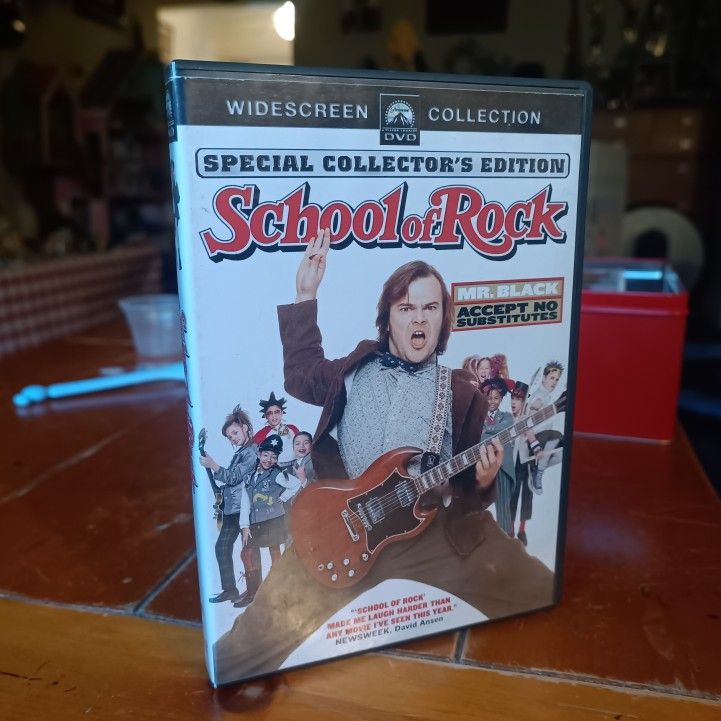 WIDESCREEN COLLECTION
DVD
SPECIAL COLLECTOR'S EDITION
School of Rock
MR. BLACK
ACCEPT NO
SUBSTITUTES
"'SCHOOL OF ROCK'
MADE ME LAUGH HARDER THAN
ANY MOVIE I'VE SEEN THIS YEAR."
NEWSWEEK, David Ansen